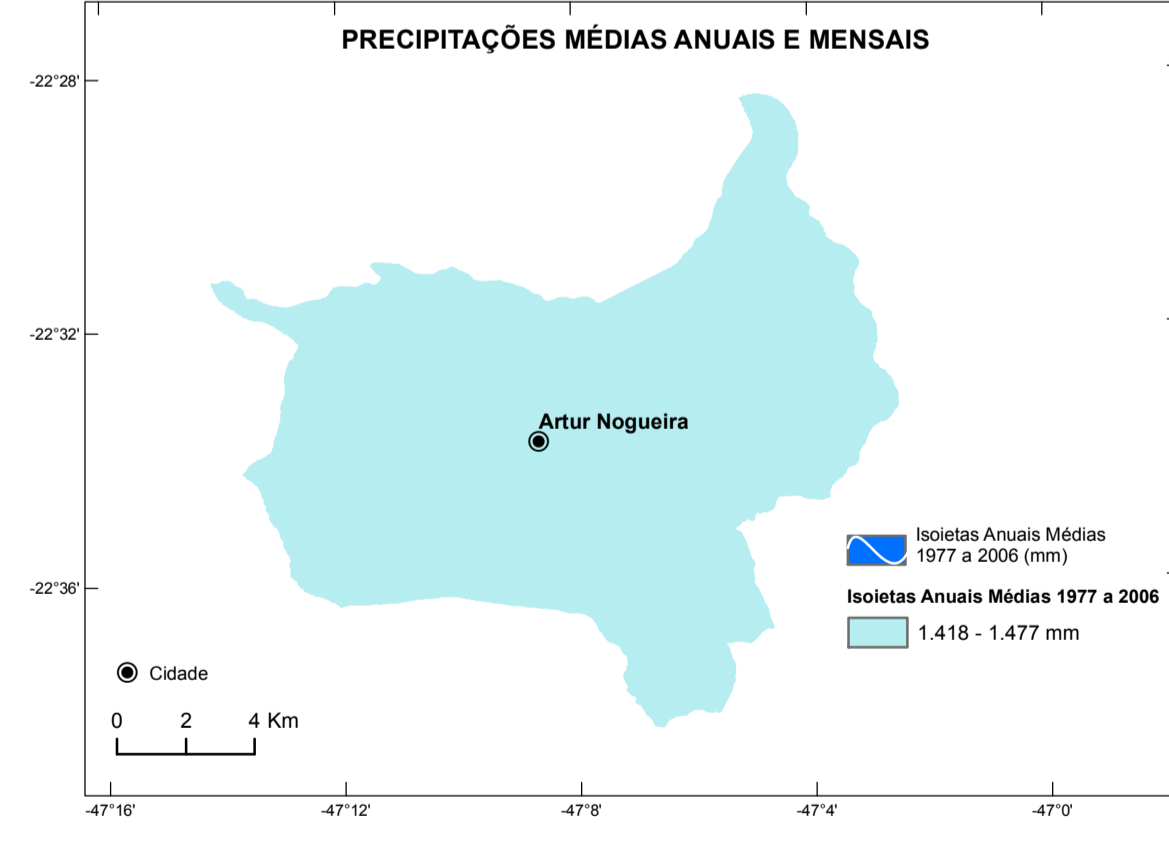 PRECIPITAÇÕES MÉDIAS ANUAIS E MENSAIS
-22°28'
-22°32'
Artur Nogueira
Isoietas Anuais Médias
1977 a 2006 (mm)
-22°36'
Isoietas Anuais Médias 1977 a 2006
1.418 - 1.477 mm
Cidade
0 2 4 Km
-47°16' -47°12' -47°8' -47°4' -47°0'